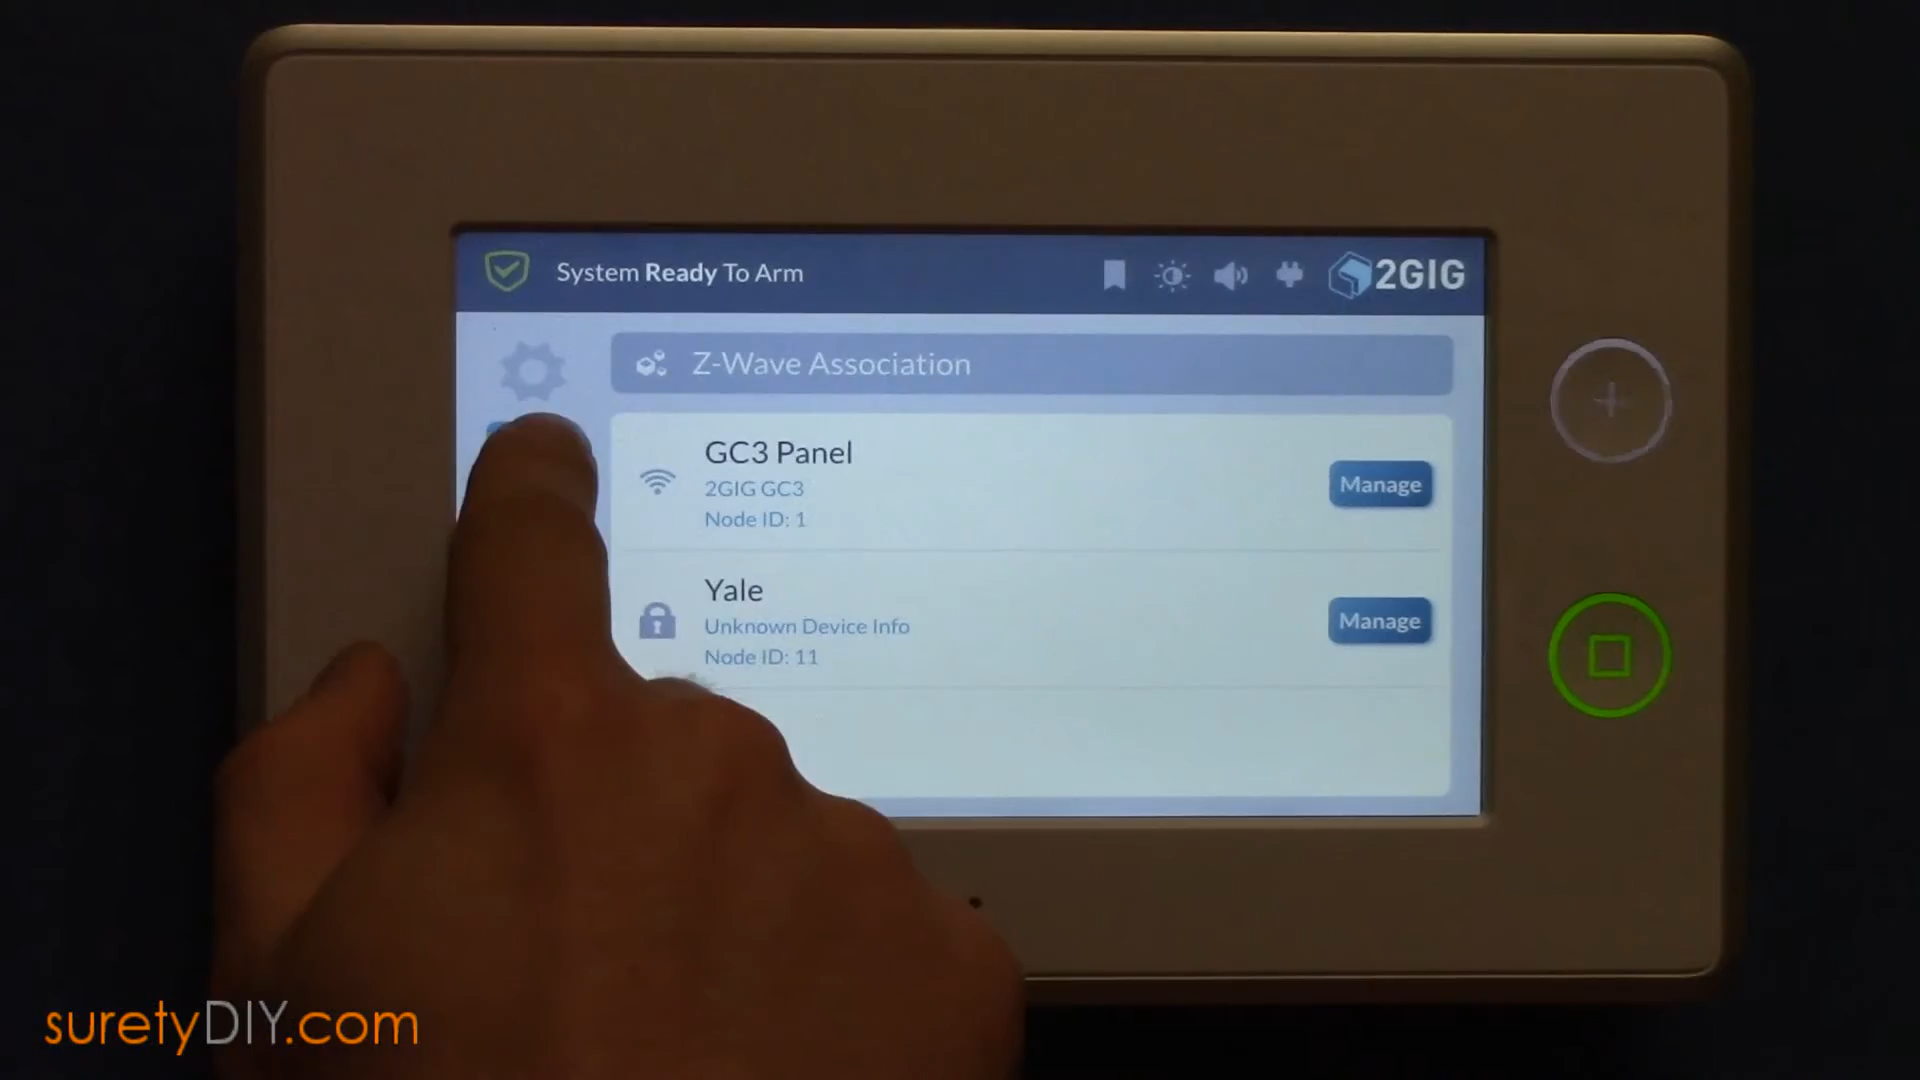 System Ready To Arm
2GIG
Z-Wave Association
GC3 Panel
2GIG GC3
Node ID: 1
Manage
Yale
Unknown Device Info
Node ID: 11
Manage
suretyDIY.com